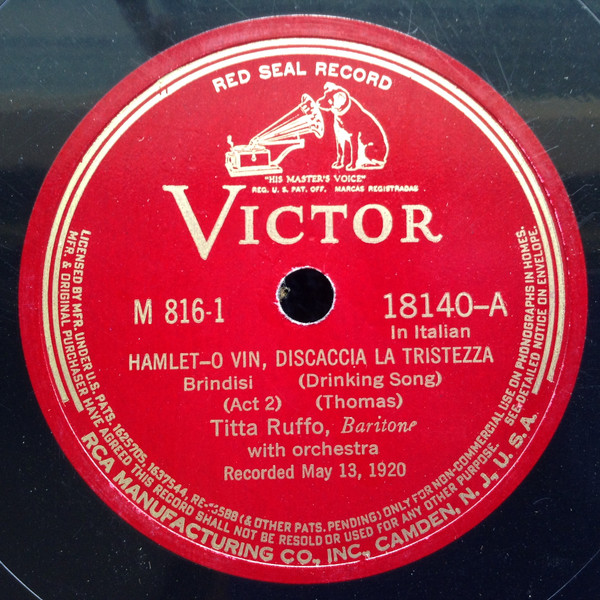 RED SEAL RECORD
"HIS MASTER'S VOICE"
REG. U. S. PAT. OFF. MARCAS REGISTRADAS
VICTOR
M 816-1
18140-A
In Italian
HAMLET-O VIN, DISCACCIA LA TRISTEZZA
Brindisi (Drinking Song)
(Act 2) (Thomas)
Titta Ruffo, Baritone
with orchestra
Recorded May 13, 1920
LICENSED BY MFR. UNDER U.S. PATS. 1625705, 1637544, (& OTHER PATS. PENDING) ONLY FOR NON-COMMERCIAL USE ON PHONOGRAPHS IN HOMES.
MFR. & ORIGINAL PURCHASER HAVE AGREED THIS RECORD SHALL NOT BE RESOLD OR USED FOR ANY OTHER PURPOSE. SEE DETAILED NOTICE ON ENVELOPE.
RCA MANUFACTURING CO., INC., CAMDEN, N. J., U. S. A.